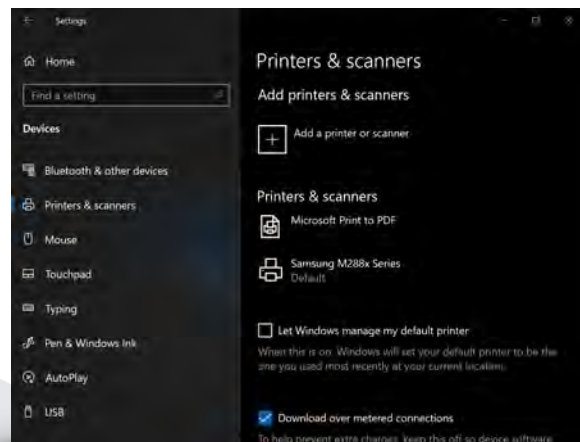 Settings
Home
Find a setting
Devices
Bluetooth & other devices
Printers & scanners
Mouse
Touchpad
Typing
Pen & Windows Ink
AutoPlay
USB
Printers & scanners
Add printers & scanners
Add a printer or scanner
Printers & scanners
Microsoft Print to PDF
Samsung M288x Series
Default
Let Windows manage my default printer
When this is on, Windows will set your default printer to be the
one you used most recently at your current location.
Download over metered connections
To help prevent extra charges, keep this off so device software